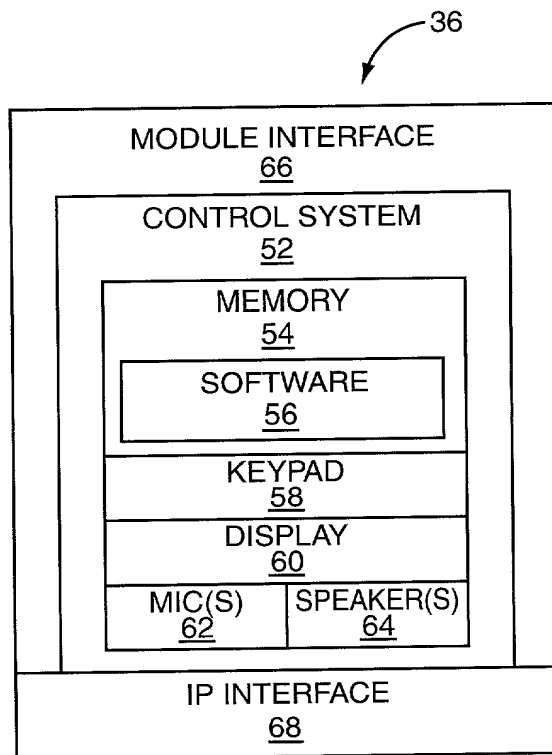 36
MODULE INTERFACE
66
CONTROL SYSTEM
52
MEMORY
54
SOFTWARE
56
KEYPAD
58
DISPLAY
60
MIC(S) SPEAKER(S)
62 64
IP INTERFACE
68